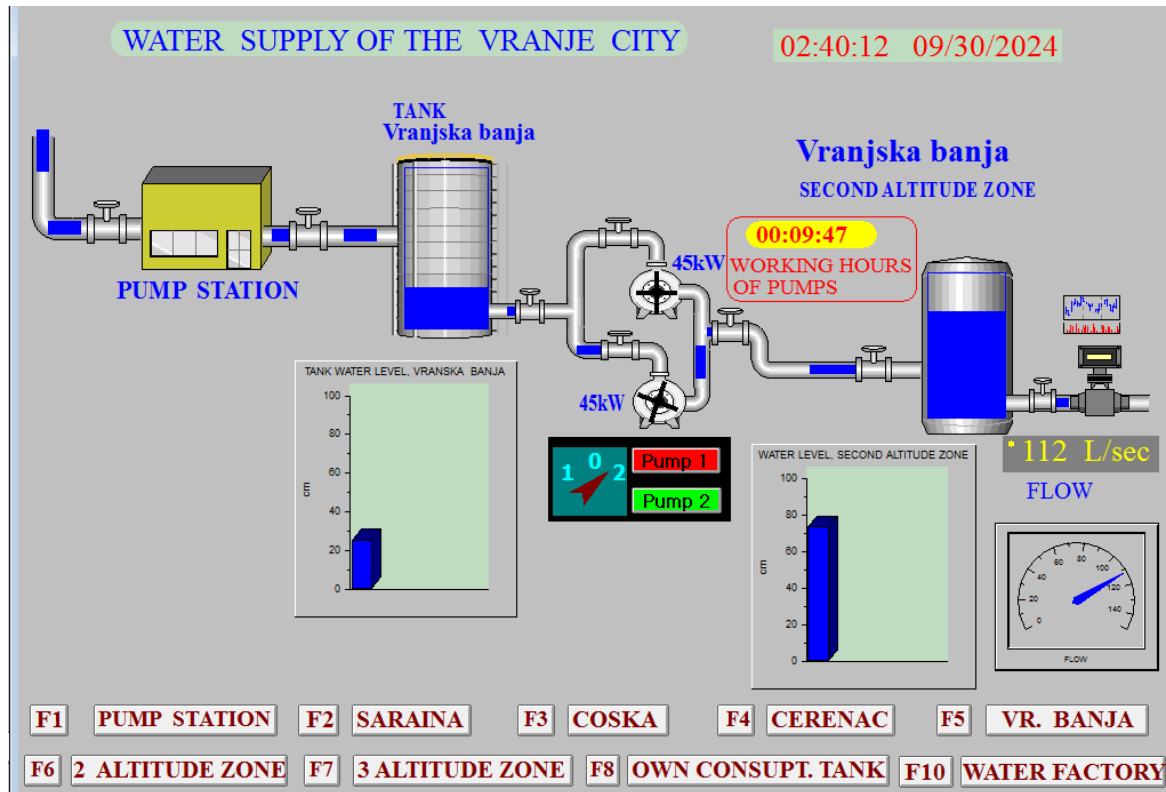 WATER SUPPLY OF THE VRANJE CITY
02:40:12 09/30/2024
TANK
Vranjska banja
Vranjska banja
SECOND ALTITUDE ZONE
00:09:47
WORKING HOURS
OF PUMPS
45kW
PUMP STATION
45kW
TANK WATER LEVEL, VRANSKA BANJA
100
80
60
40
20
0
cm
1 0 2
Pump 1
Pump 2
WATER LEVEL, SECOND ALTITUDE ZONE
100
80
60
40
20
0
cm
112 L/sec
FLOW
0
20
40
60
80
100
120
140
FLOW
F1 PUMP STATION F2 SARAINA F3 COSKA F4 CERENAC F5 VR. BANJA
F6 2 ALTITUDE ZONE F7 3 ALTITUDE ZONE F8 OWN CONSUPT. TANK F10 WATER FACTORY